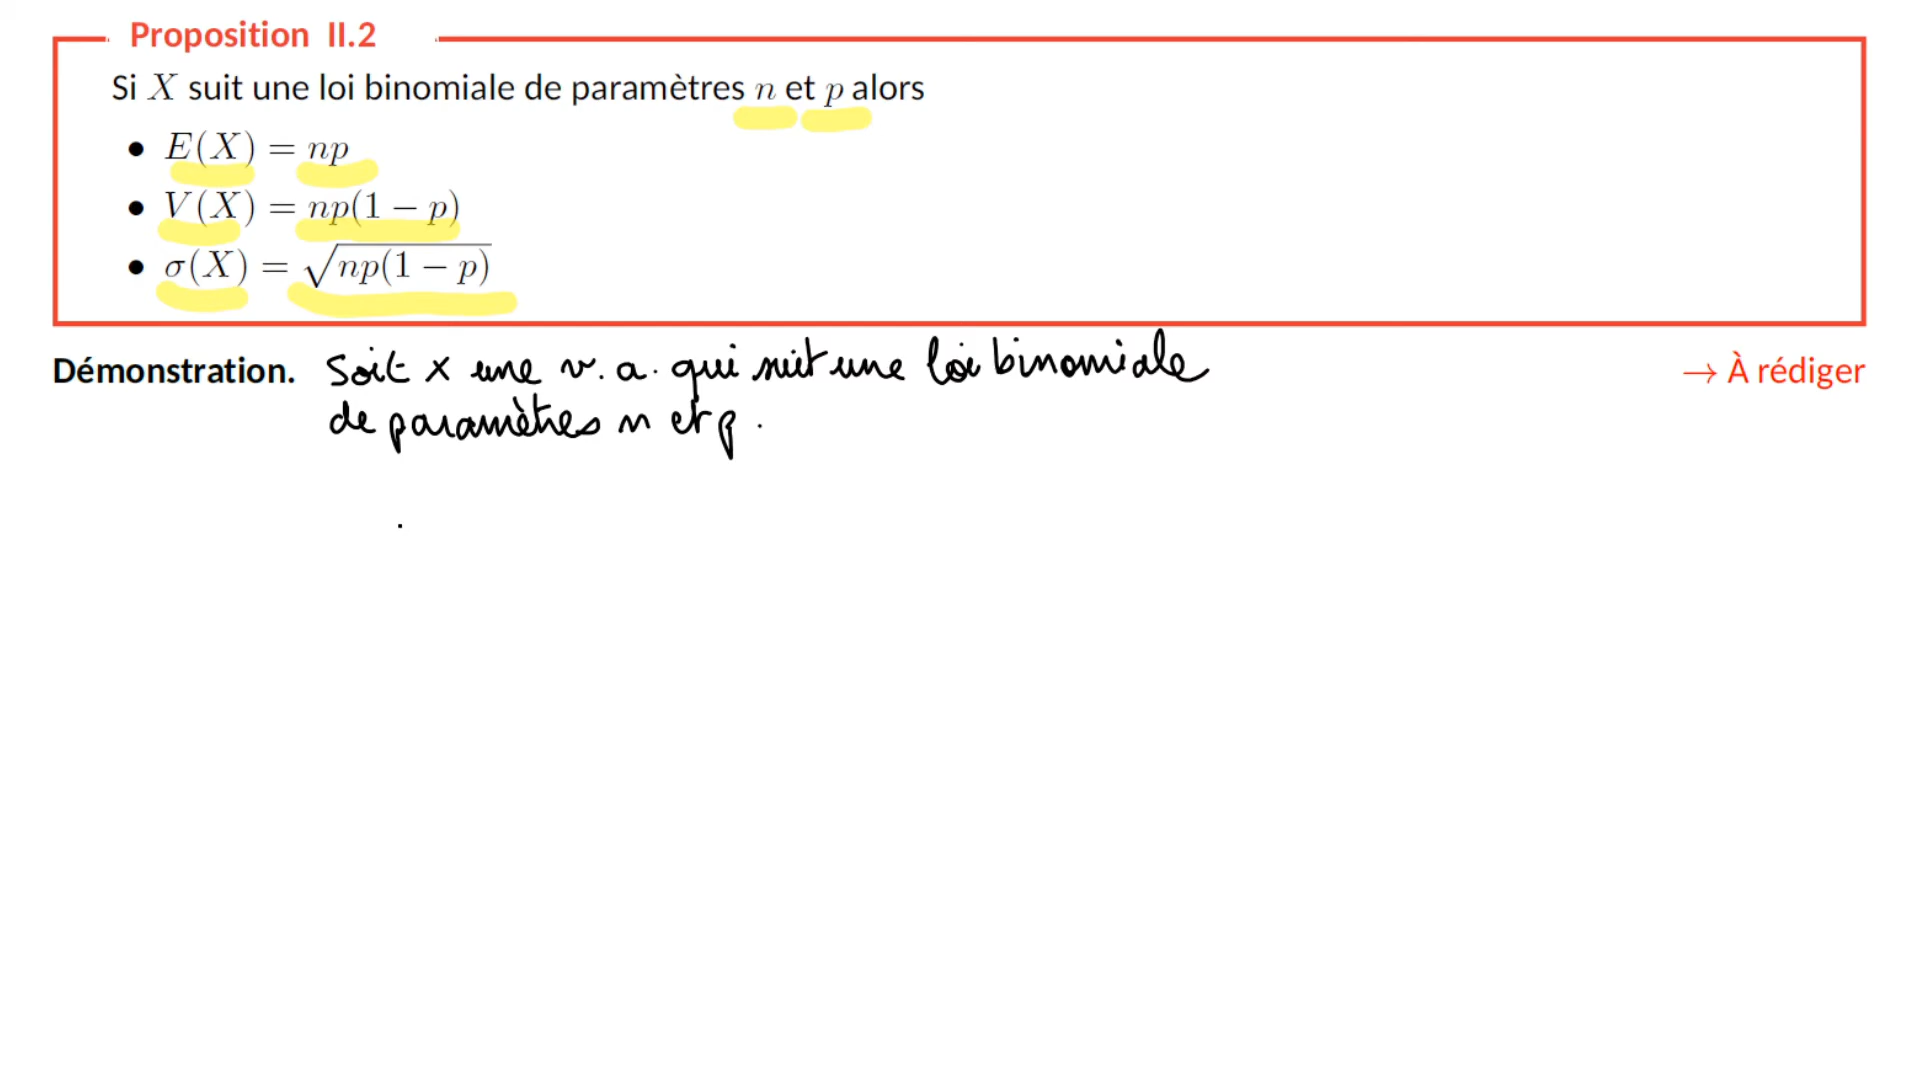 Proposition II.2
Si X suit une loi binomiale de paramètres n et p alors
• E(X) = np
• V(X) = np(1 − p)
• σ(X) = √np(1 − p)
Démonstration. Soit X une v.a. qui suit une loi binomiale → À rédiger
de paramètres n et p.